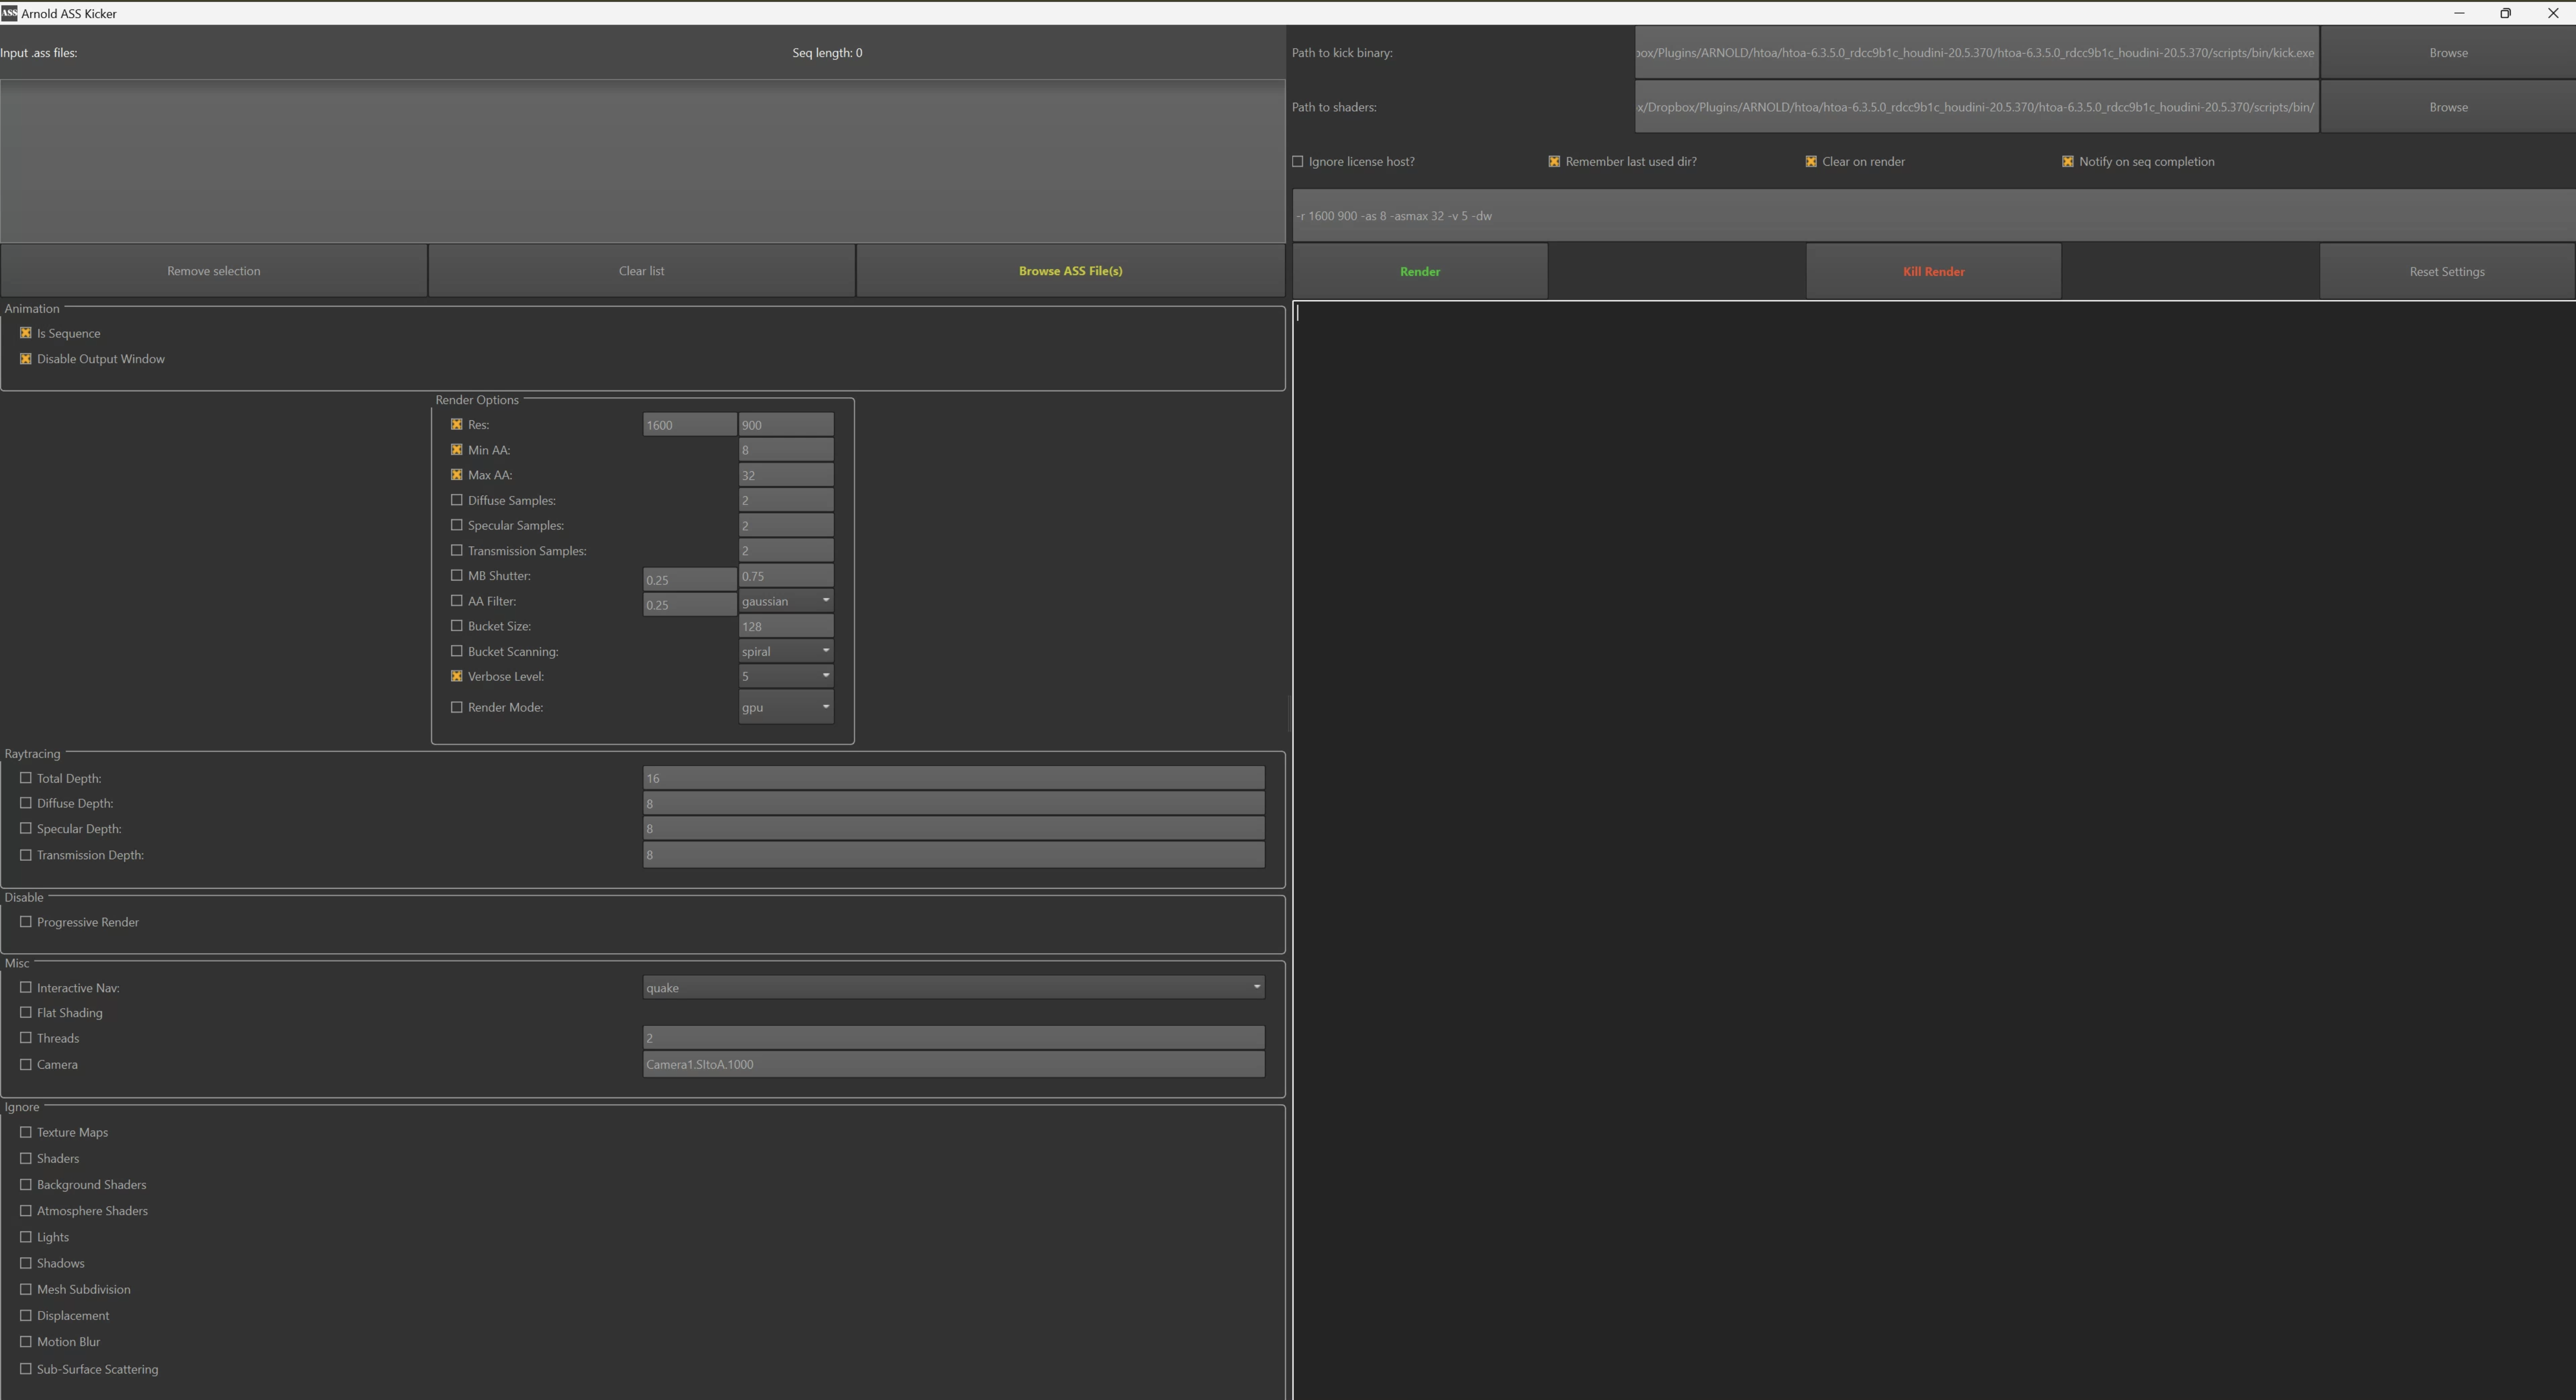 ASS Arnold ASS Kicker
Input .ass files:
Seq length: 0
Remove selection
Clear list
Browse ASS File(s)
Animation
Is Sequence
Disable Output Window
Render Options
Res: 1600 900
Min AA: 8
Max AA: 32
Diffuse Samples: 2
Specular Samples: 2
Transmission Samples: 2
MB Shutter: 0.25 0.75
AA Filter: 0.25 gaussian
Bucket Size: 128
Bucket Scanning: spiral
Verbose Level: 5
Render Mode: gpu
Raytracing
Total Depth: 16
Diffuse Depth: 8
Specular Depth: 8
Transmission Depth: 8
Disable
Progressive Render
Misc
Interactive Nav: quake
Flat Shading
Threads 2
Camera Camera1.SItoA.1000
Ignore
Texture Maps
Shaders
Background Shaders
Atmosphere Shaders
Lights
Shadows
Mesh Subdivision
Displacement
Motion Blur
Sub-Surface Scattering
Path to kick binary: box/Plugins/ARNOLD/htoa/htoa-6.3.5.0_rdcc9b1c_houdini-20.5.370/htoa-6.3.5.0_rdcc9b1c_houdini-20.5.370/scripts/bin/kick.exe Browse
Path to shaders: x/Dropbox/Plugins/ARNOLD/htoa/htoa-6.3.5.0_rdcc9b1c_houdini-20.5.370/htoa-6.3.5.0_rdcc9b1c_houdini-20.5.370/scripts/bin/ Browse
Ignore license host? Remember last used dir? Clear on render Notify on seq completion
-r 1600 900 -as 8 -asmax 32 -v 5 -dw
Render
Kill Render
Reset Settings